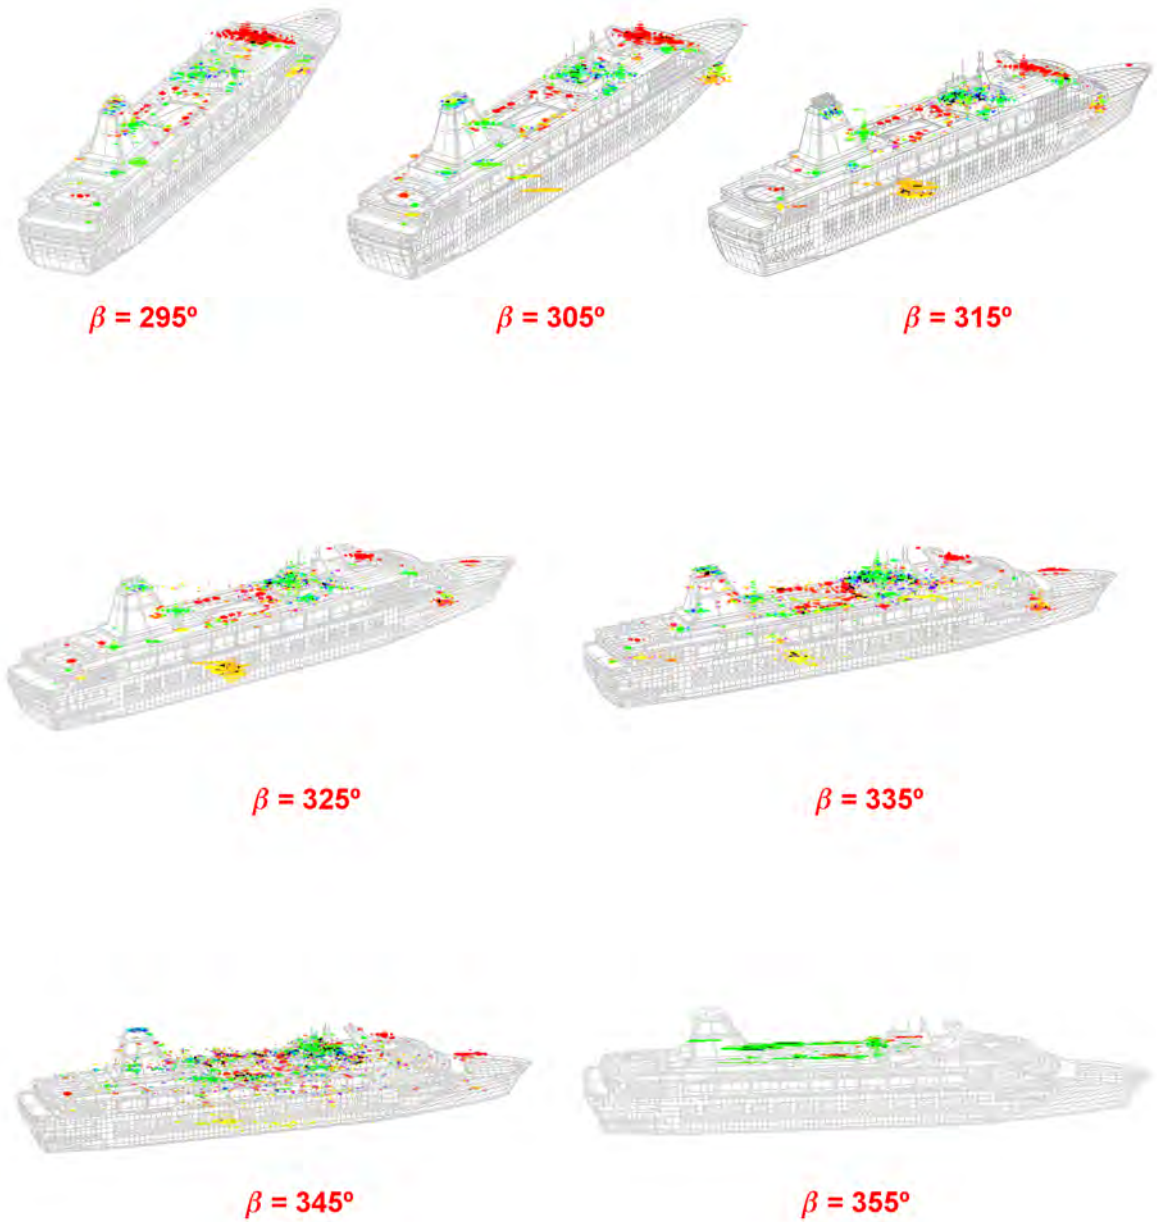 β = 295º
β = 305º
β = 315º
β = 325º
β = 335º
β = 345º
β = 355º